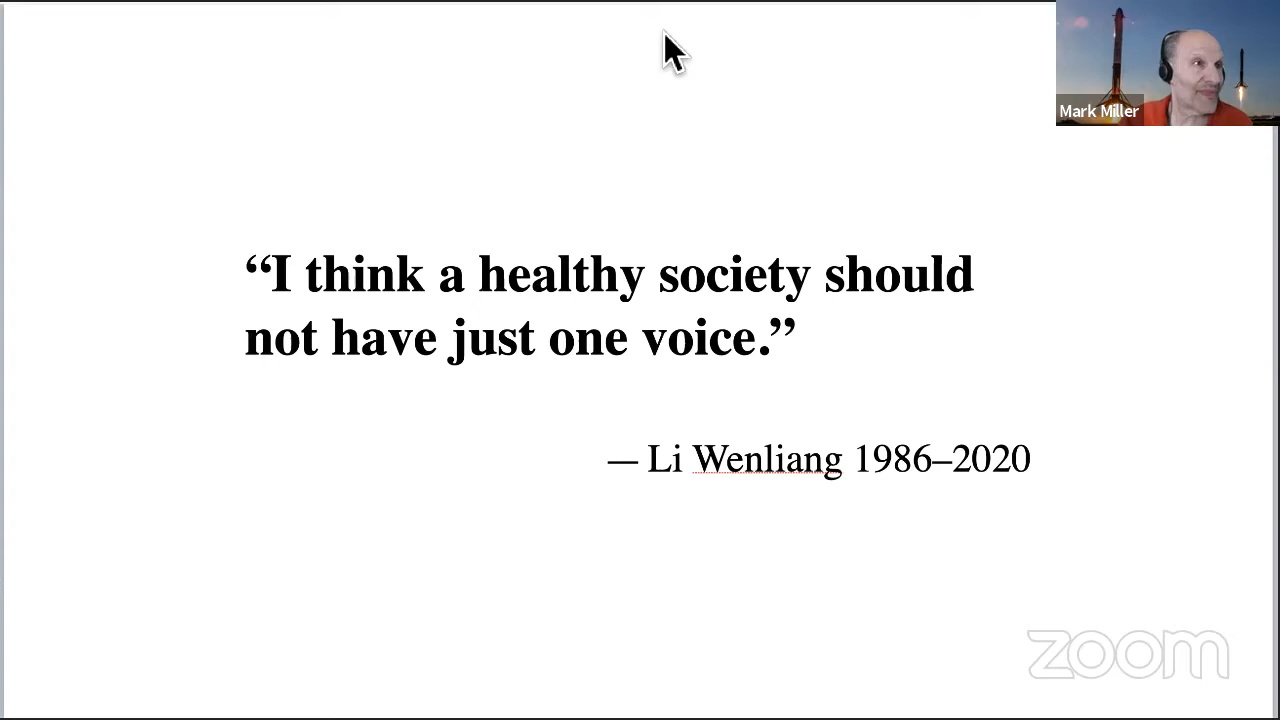 Mark Miller
“I think a healthy society should
not have just one voice.”
— Li Wenliang 1986–2020
zoom